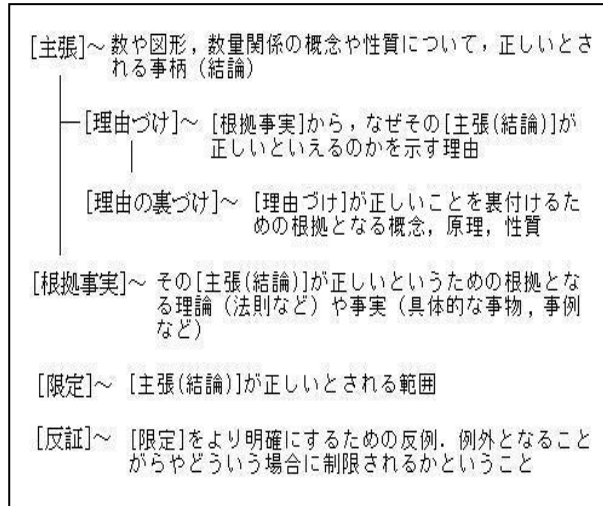 [主張]～ 数や図形，数量関係の概念や性質について，正しいとさ
れる事柄（結論）
[理由づけ]～ [根拠事実]から，なぜその[主張(結論)]が
正しいといえるのかを示す理由
[理由の裏づけ]～ [理由づけ]が正しいことを裏付けるた
めの根拠となる概念，原理，性質
[根拠事実]～ その[主張(結論)]が正しいというための根拠とな
る理論（法則など）や事実（具体的な事物，事例
など）
[限定]～ [主張(結論)]が正しいとされる範囲
[反証]～ [限定]をより明確にするための反例．例外となること
がらやどういう場合に制限されるかということ